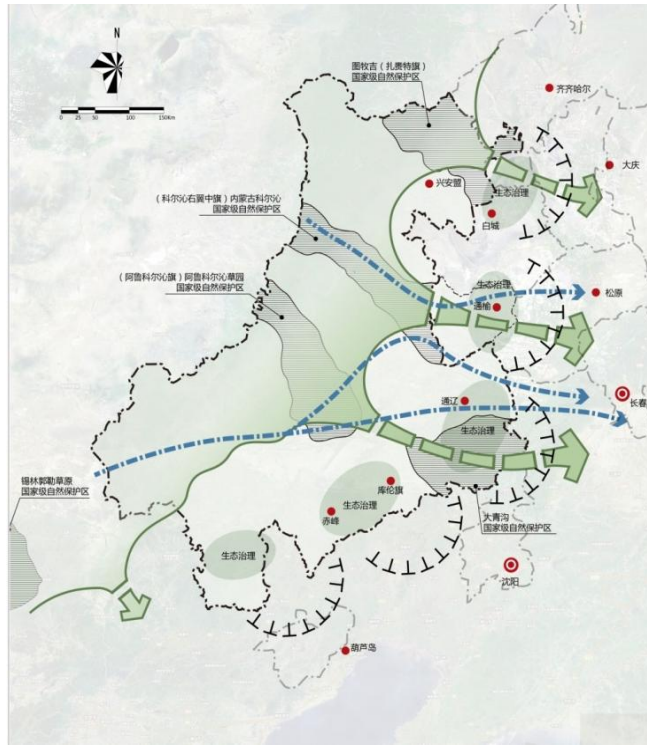 N
0 25 50 100 150Km
图牧吉（扎赉特旗）
国家级自然保护区
齐齐哈尔
大庆
兴安盟
生态治理
白城
（科尔沁右翼中旗）内蒙古科尔沁
国家级自然保护区
（阿鲁科尔沁旗）阿鲁科尔沁草园
国家级自然保护区
生态治理
松原
通榆
长春
通辽
生态治理
锡林郭勒草原
国家级自然保护区
库伦旗
生态治理
赤峰
大青沟
国家级自然保护区
生态治理
沈阳
葫芦岛